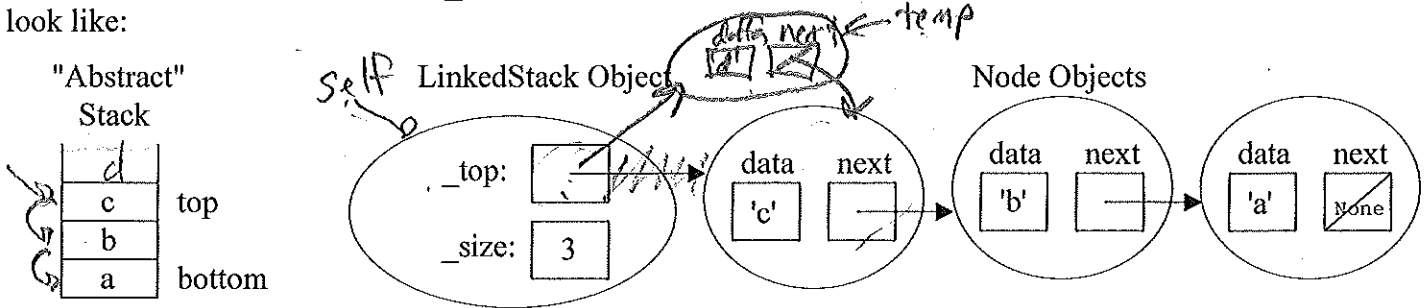 look like:
data next temp
'd'
"Abstract"
Stack
self
LinkedStack Object
Node Objects
d
c top
b
a bottom
_top:
_size: 3
data next
'c'
data next
'b'
data next
'a' None